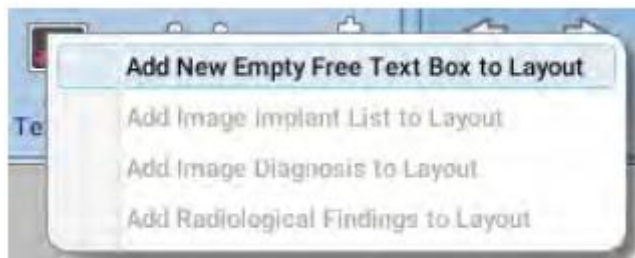 Add New Empty Free Text Box to Layout
Te
Add Image Implant List to Layout
Add Image Diagnosis to Layout
Add Radiological Findings to Layout